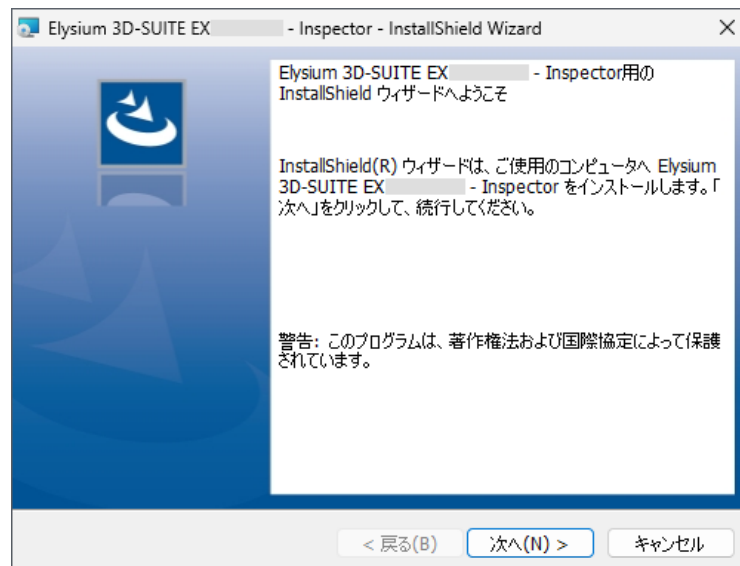 Elysium 3D-SUITE EX - Inspector - InstallShield Wizard
Elysium 3D-SUITE EX - Inspector用の
InstallShield ウィザードへようこそ
InstallShield(R) ウィザードは、ご使用のコンピュータへ Elysium
3D-SUITE EX - Inspector をインストールします。「
次へ」をクリックして、続行してください。
警告: このプログラムは、著作権法および国際協定によって保護
されています。
< 戻る(B)
次へ(N) >
キャンセル